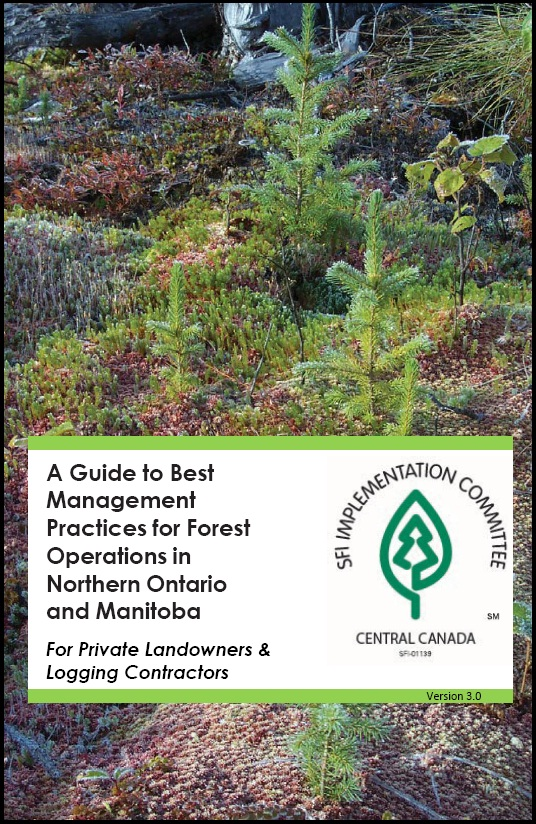 A Guide to Best
Management
Practices for Forest
Operations in
Northern Ontario
and Manitoba
For Private Landowners &
Logging Contractors
SFI IMPLEMENTATION COMMITTEE
SM
CENTRAL CANADA
SFI-01139
Version 3.0